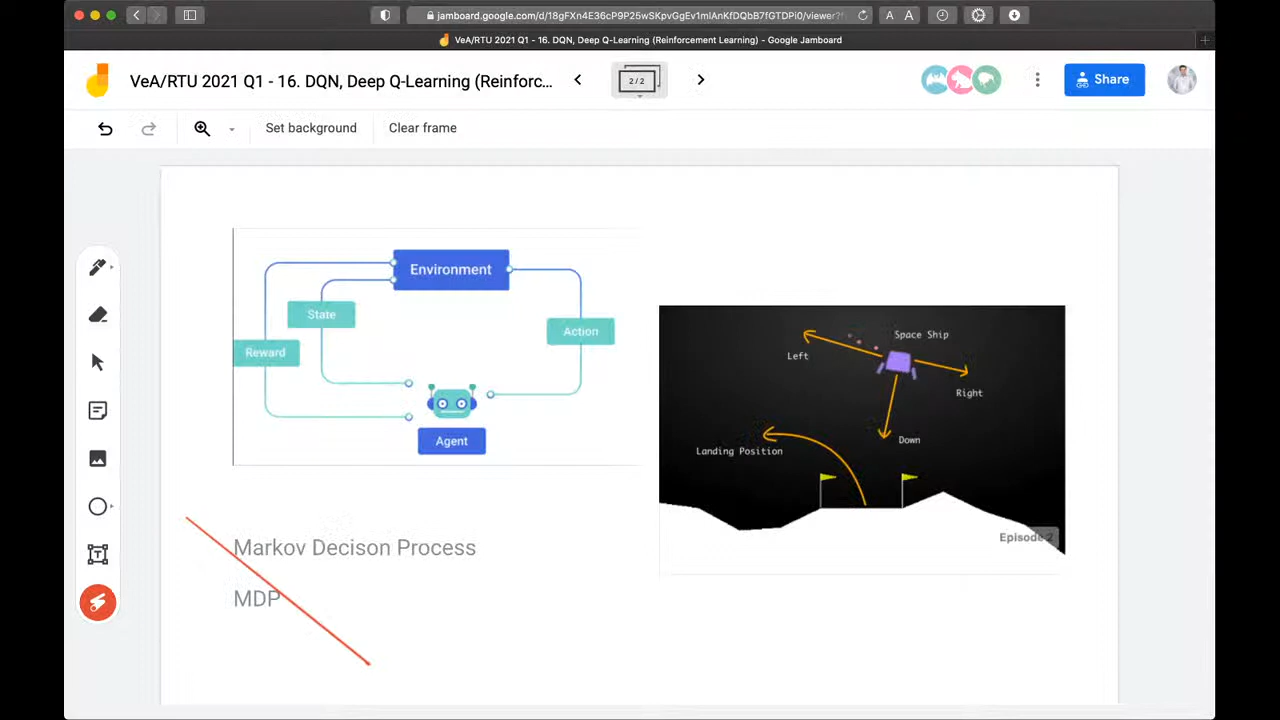 jamboard.google.com/d/18gFXn4E36cP9P25wSKpvGgEv1mlAnKfDQbB7fGTDPi0/viewer?f
A A
VeA/RTU 2021 Q1 - 16. DQN, Deep Q-Learning (Reinforcement Learning) - Google Jamboard
VeA/RTU 2021 Q1 - 16. DQN, Deep Q-Learning (Reinforc...
2 / 2
Share
Set background
Clear frame
Environment
State
Action
Reward
Agent
Space Ship
Left
Right
Down
Landing Position
Episode 2
Markov Decison Process
MDP